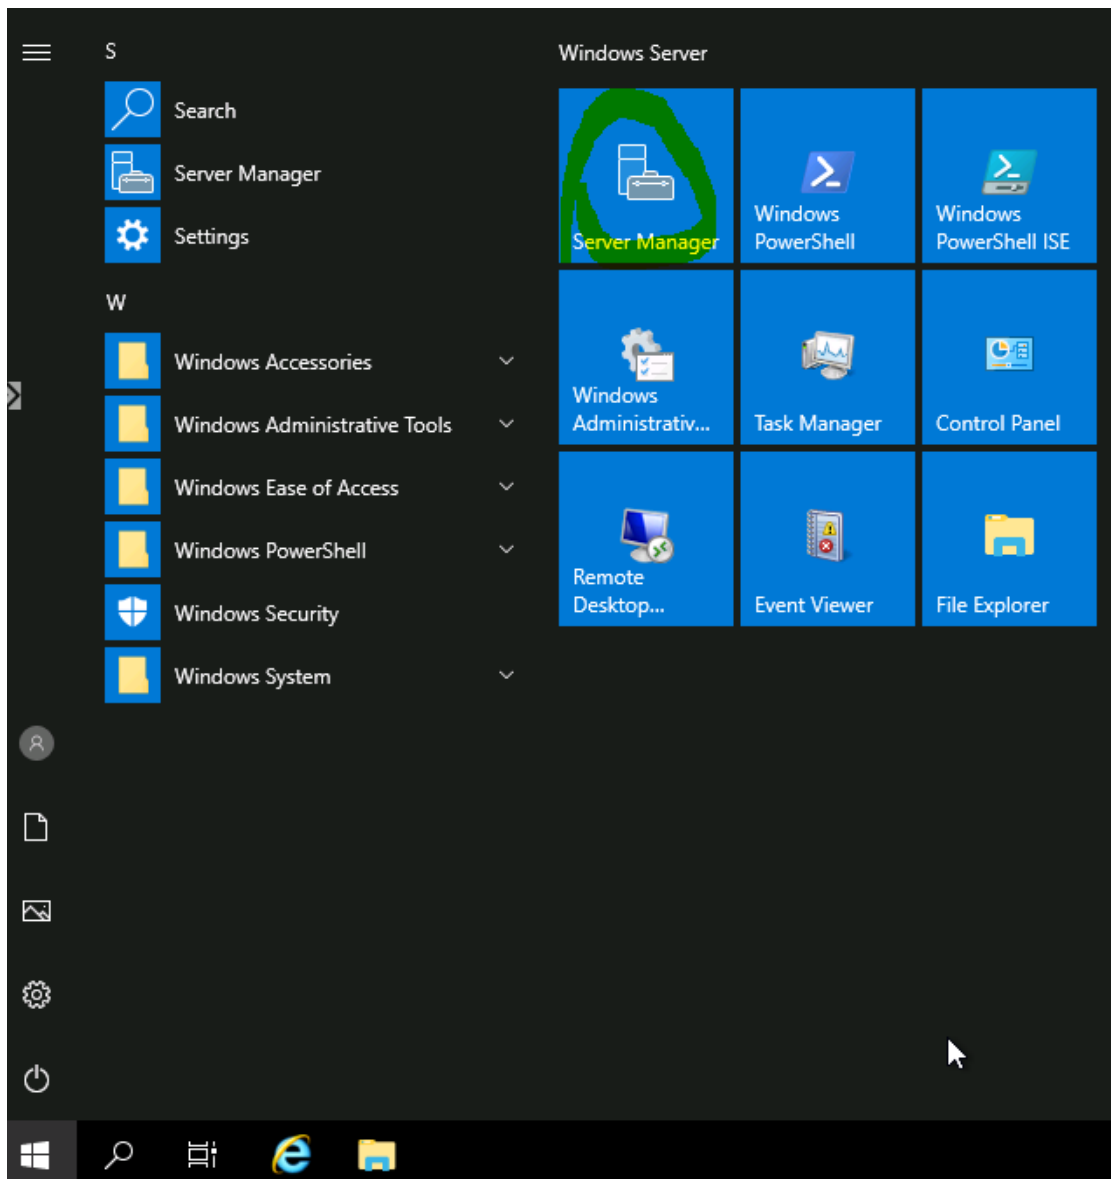 S
Search
Server Manager
Settings
W
Windows Accessories
Windows Administrative Tools
Windows Ease of Access
Windows PowerShell
Windows Security
Windows System
Windows Server
Server Manager
Windows
PowerShell
Windows
PowerShell ISE
Windows
Administrativ...
Task Manager
Control Panel
Remote
Desktop...
Event Viewer
File Explorer